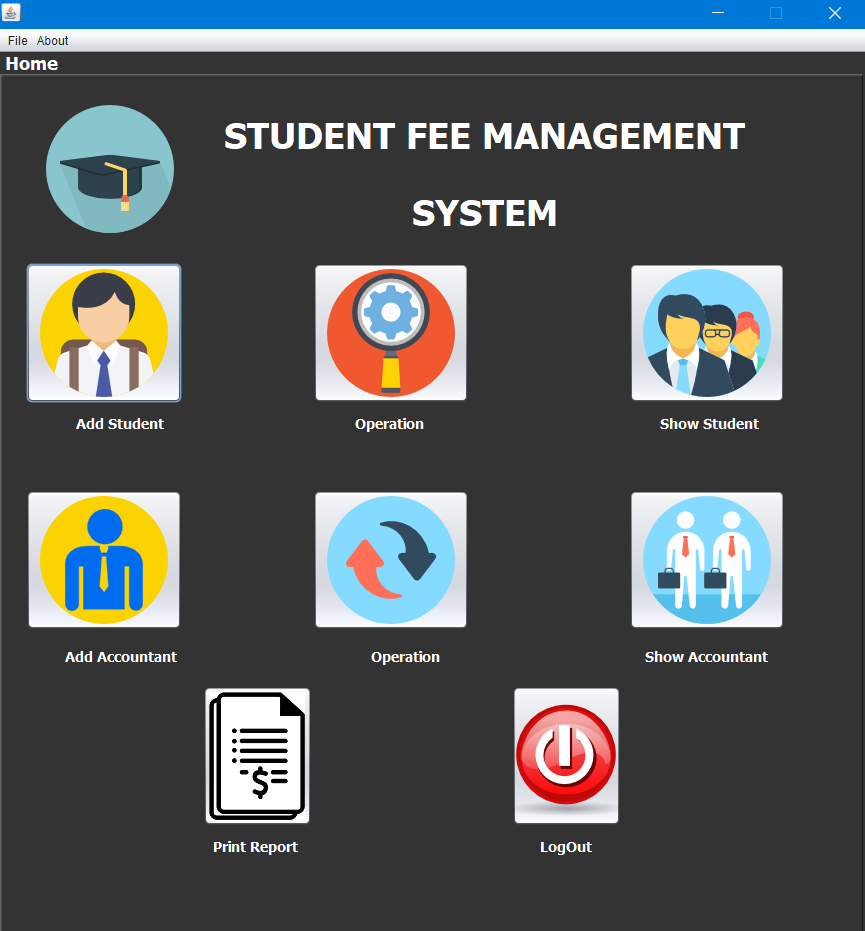 File About
Home
STUDENT FEE MANAGEMENT
SYSTEM
Add Student
Operation
Show Student
Add Accountant
Operation
Show Accountant
$
Print Report
LogOut